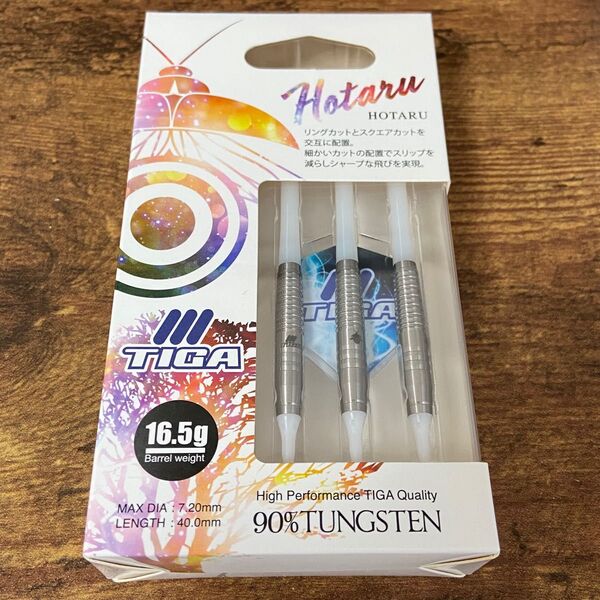 Hotaru
HOTARU
リングカットとスクエアカットを
交互に配置。
細かいカットの配置でスリップを
減らしシャープな飛びを実現。
TIGA
TIGA
16.5g
Barrel weight
MAX DIA : 7.20mm
LENGTH : 40.0mm
High Performance TIGA Quality
90%TUNGSTEN